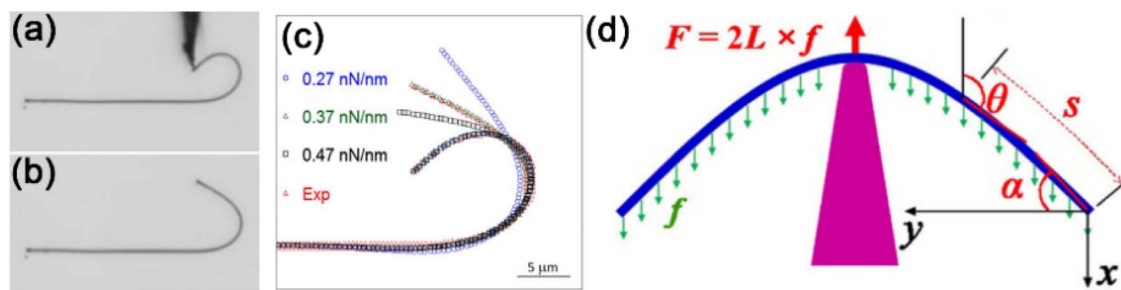 (a)
(b)
(c)
0.27 nN/nm
0.37 nN/nm
0.47 nN/nm
Exp
5 μm
(d)
F = 2L × f
θ
s
α
f
y
x